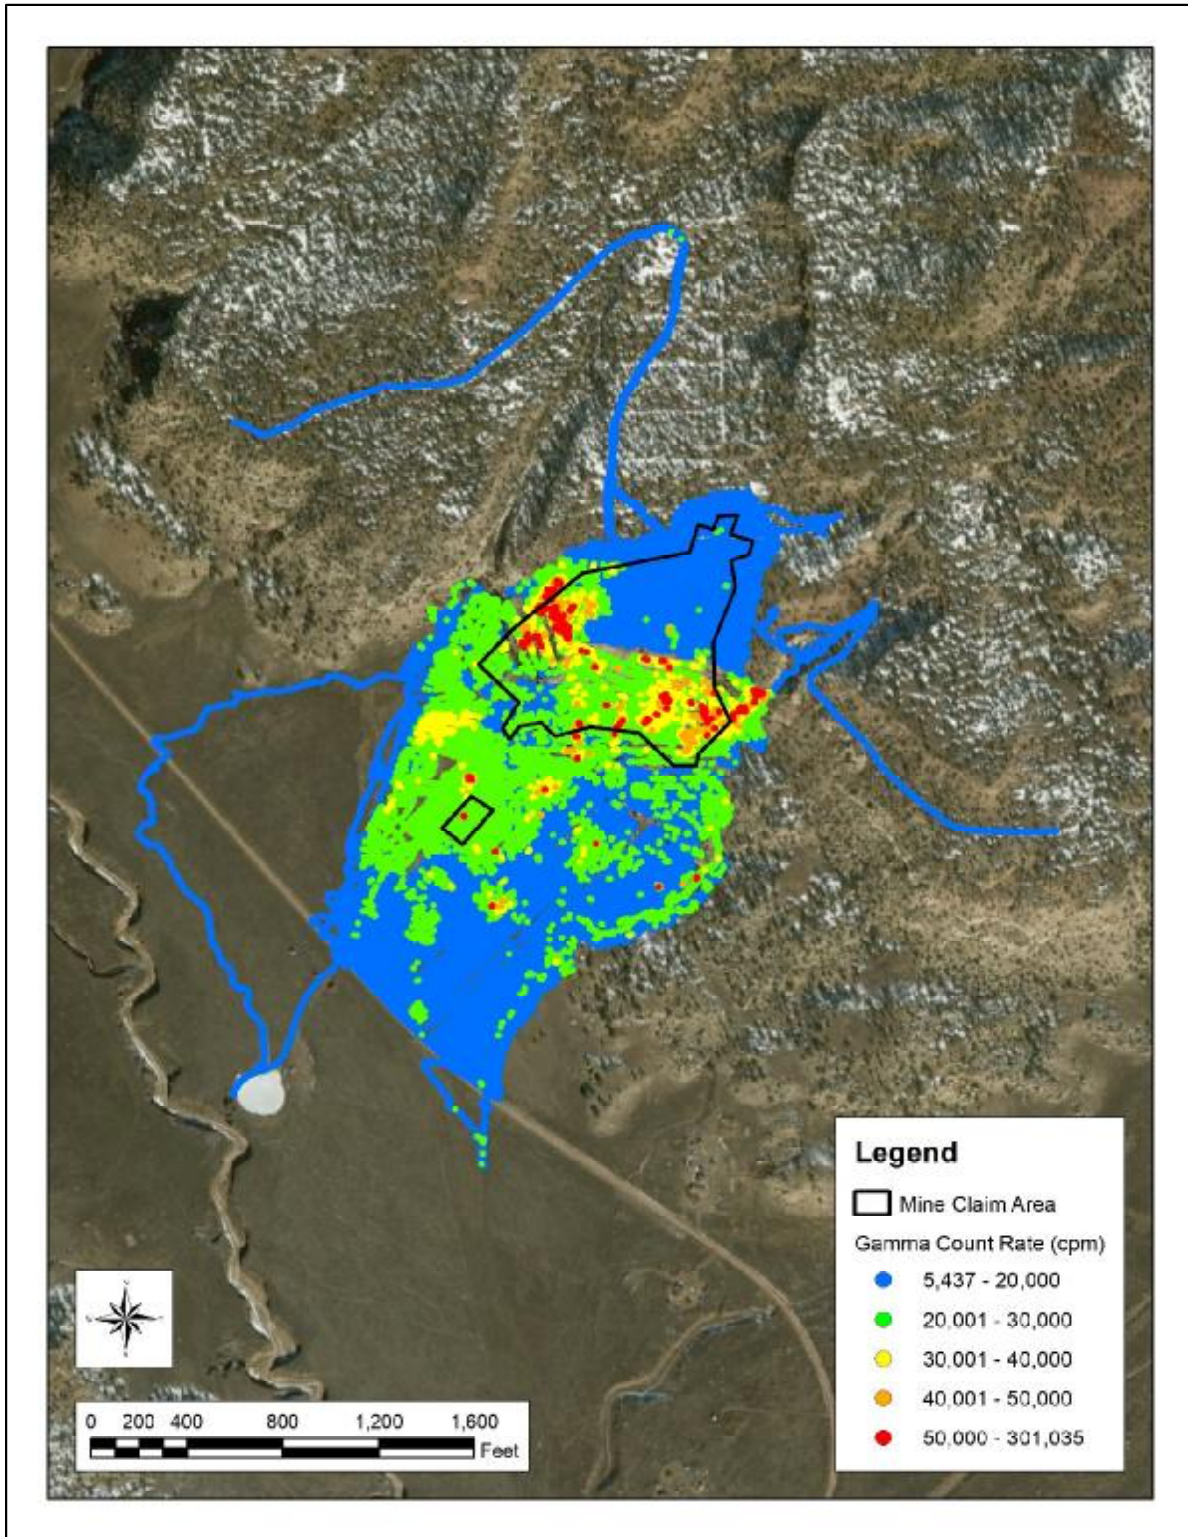 Legend
Mine Claim Area
Gamma Count Rate (cpm)
5,437 - 20,000
20,001 - 30,000
30,001 - 40,000
40,001 - 50,000
50,000 - 301,035
0 200 400 800 1,200 1,600
Feet